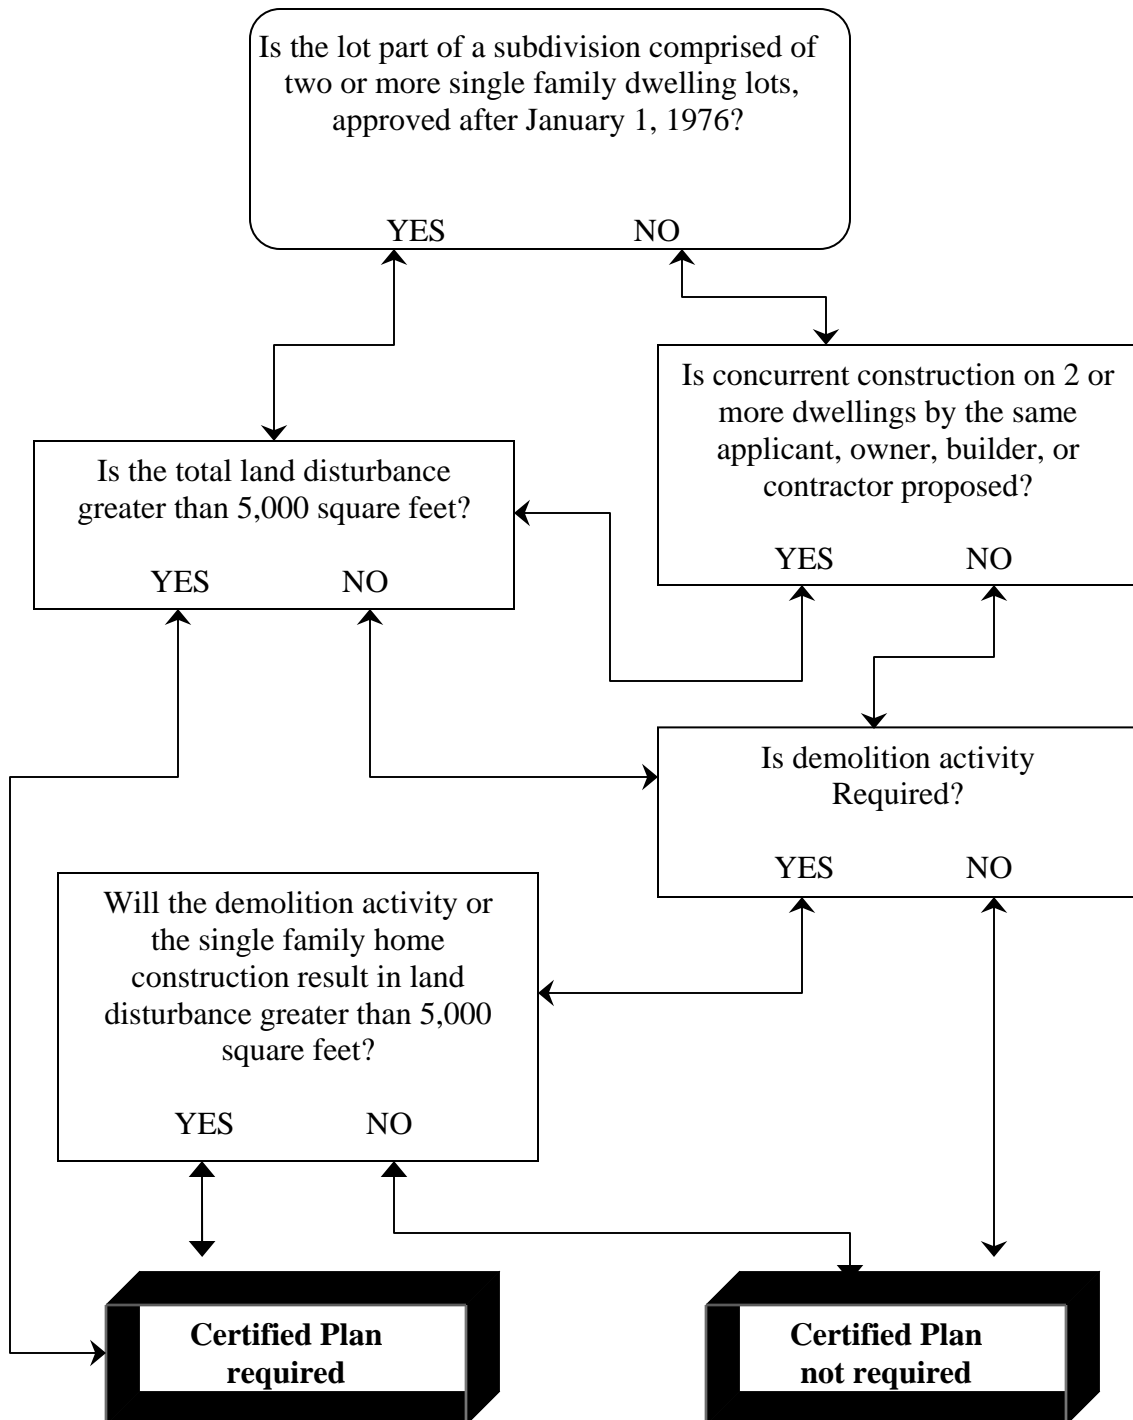 Is the lot part of a subdivision comprised of
two or more single family dwelling lots,
approved after January 1, 1976?
YES NO
Is concurrent construction on 2 or
more dwellings by the same
applicant, owner, builder, or
contractor proposed?
YES NO
Is the total land disturbance
greater than 5,000 square feet?
YES NO
Is demolition activity
Required?
YES NO
Will the demolition activity or
the single family home
construction result in land
disturbance greater than 5,000
square feet?
YES NO
Certified Plan
required
Certified Plan
not required